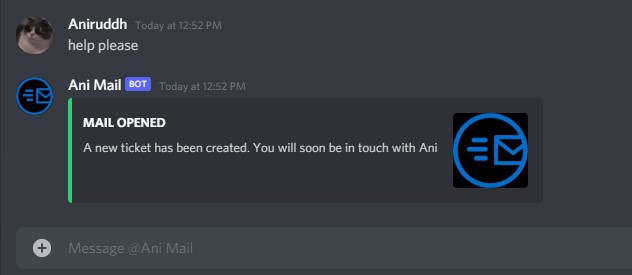 Aniruddh Today at 12:52 PM
help please
Ani Mail BOT Today at 12:52 PM
MAIL OPENED
A new ticket has been created. You will soon be in touch with Ani
Message @Ani Mail